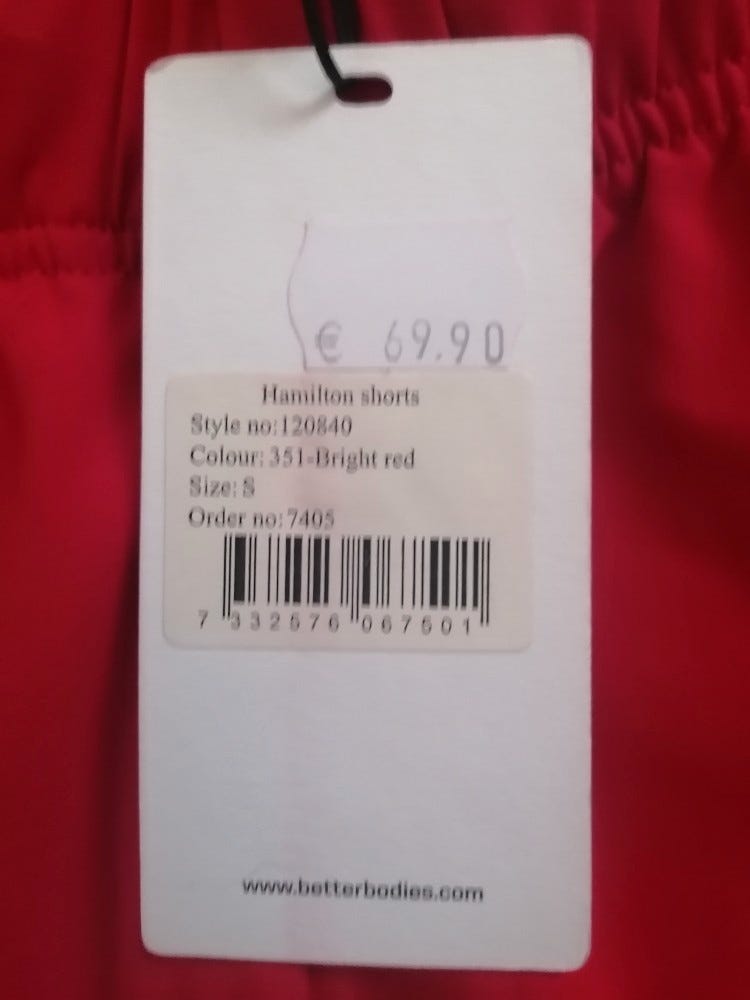 € 69.90
Hamilton shorts
Style no:120840
Colour: 351-Bright red
Size: S
Order no: 7405
7 332576 067501
www.betterbodies.com